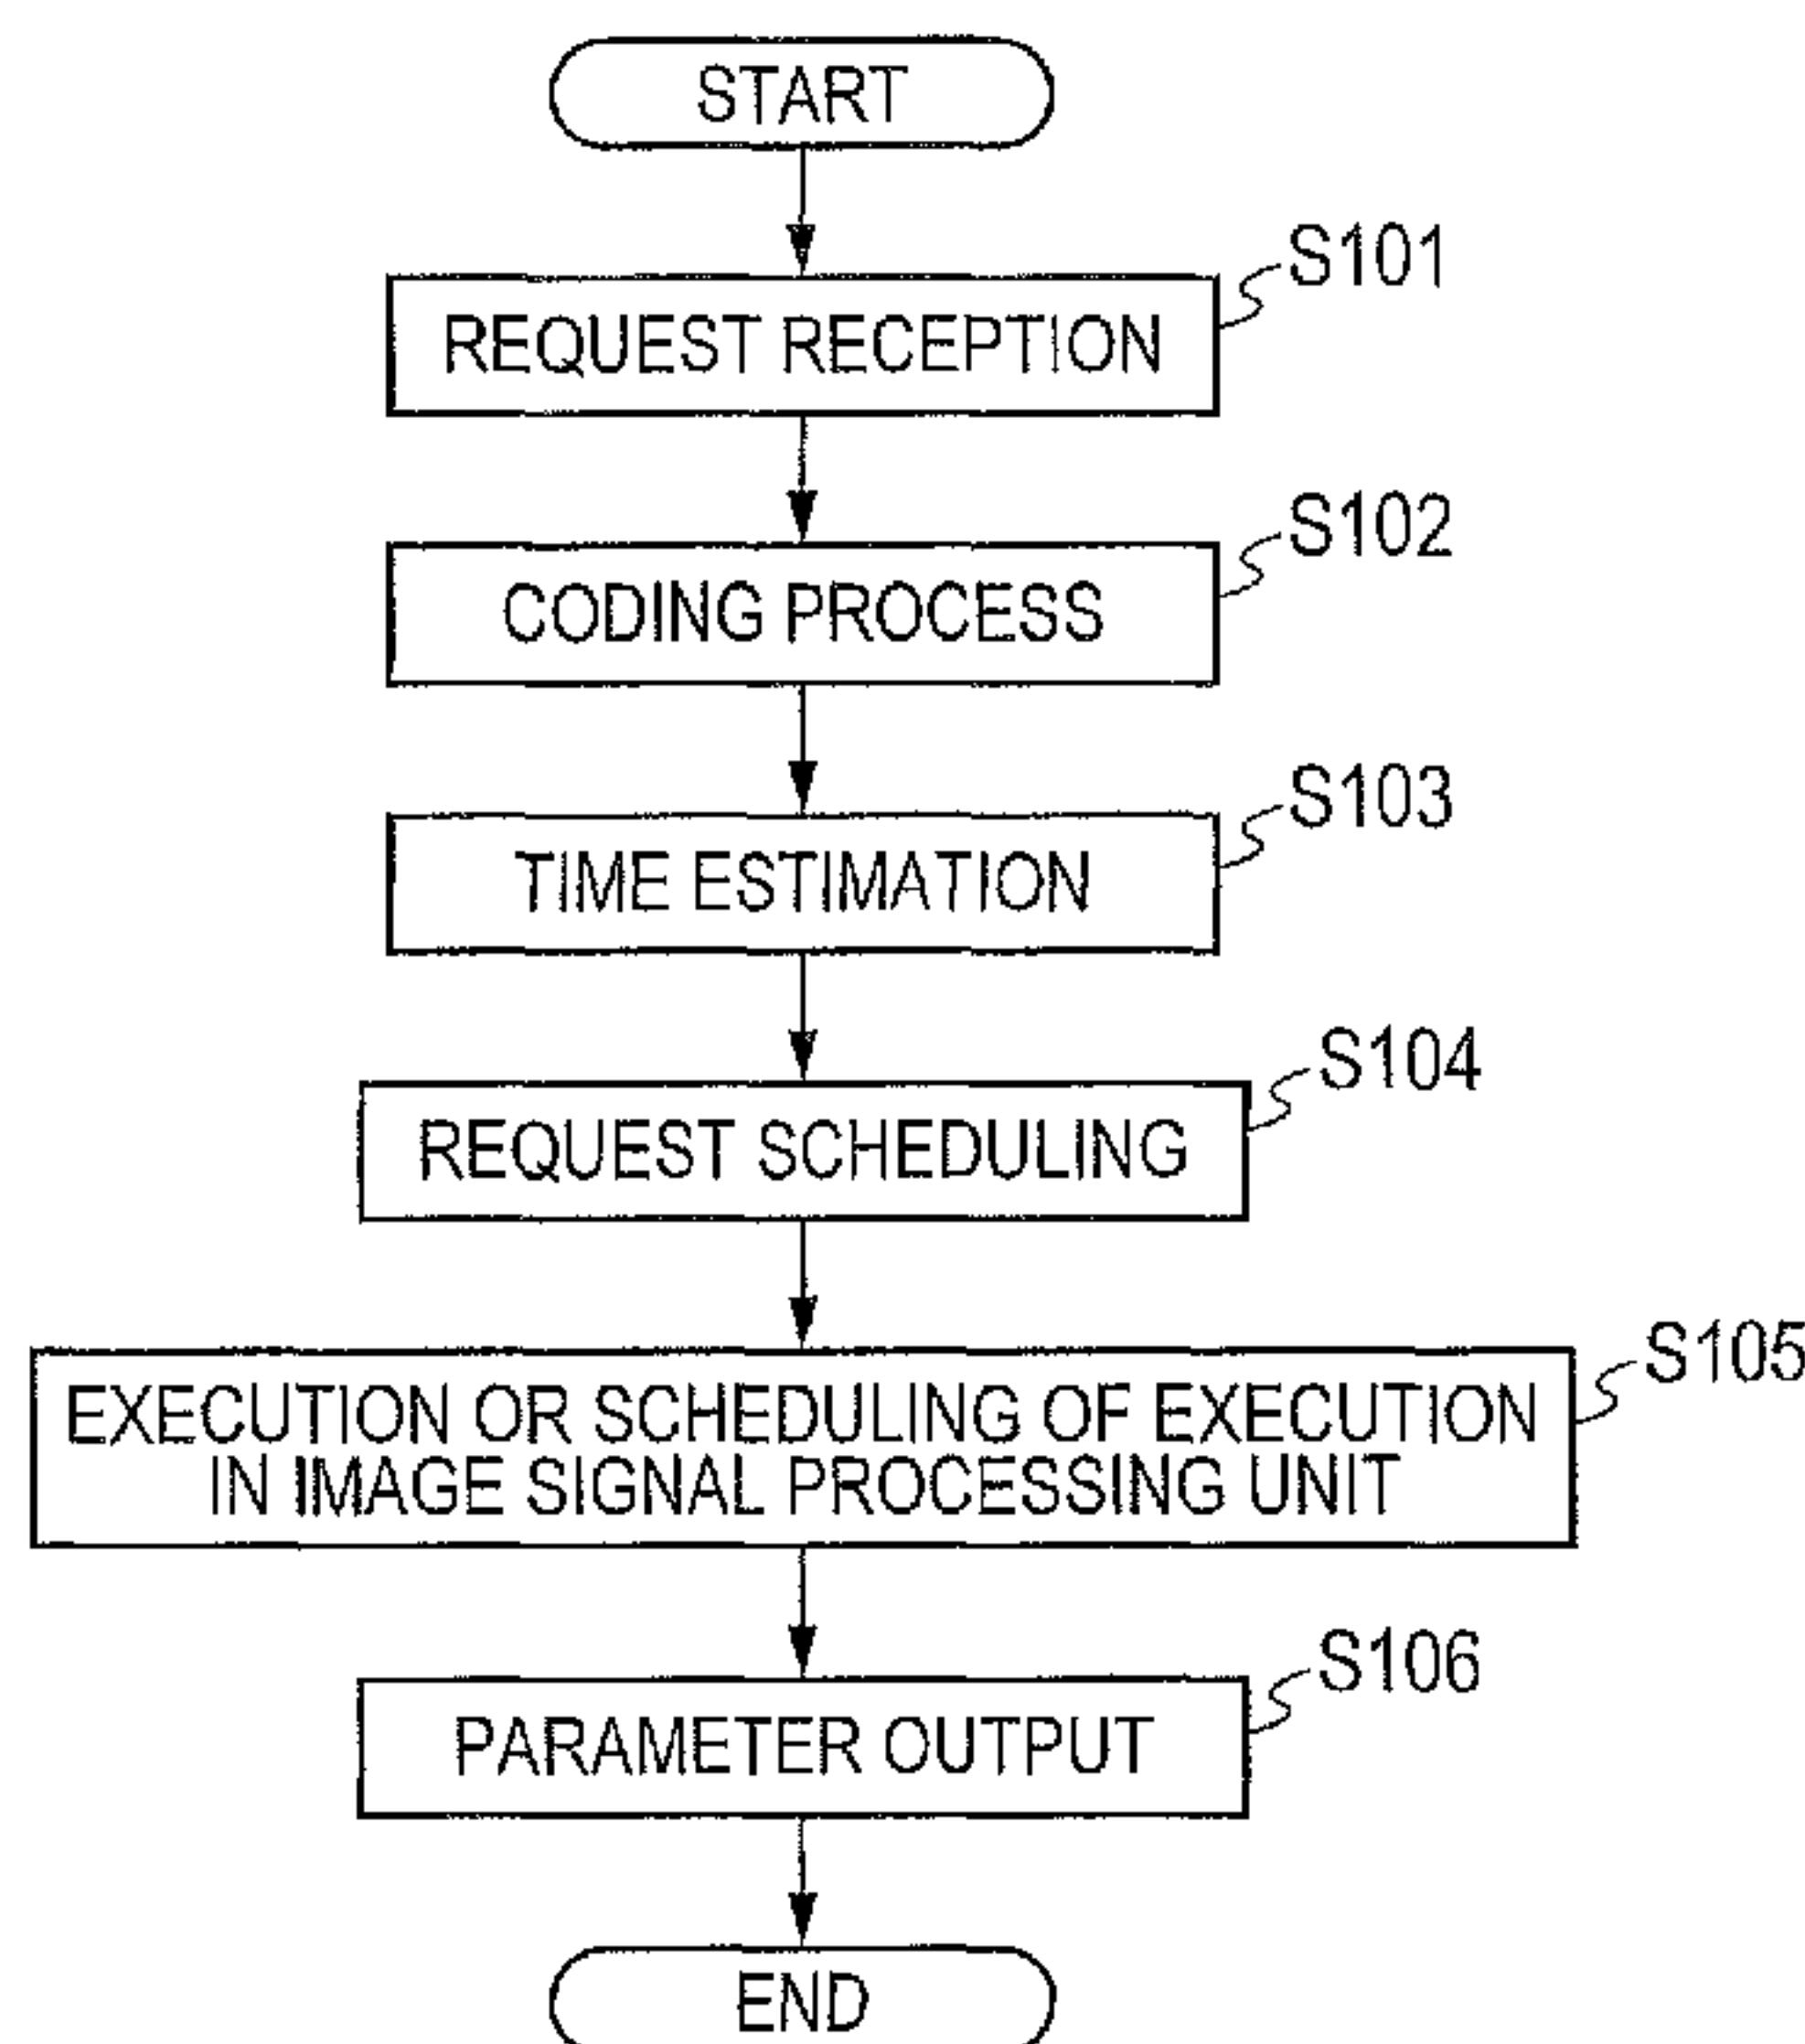 START
S101
REQUEST RECEPTION
S102
CODING PROCESS
S103
TIME ESTIMATION
S104
REQUEST SCHEDULING
S105
EXECUTION OR SCHEDULING OF EXECUTION
IN IMAGE SIGNAL PROCESSING UNIT
S106
PARAMETER OUTPUT
END